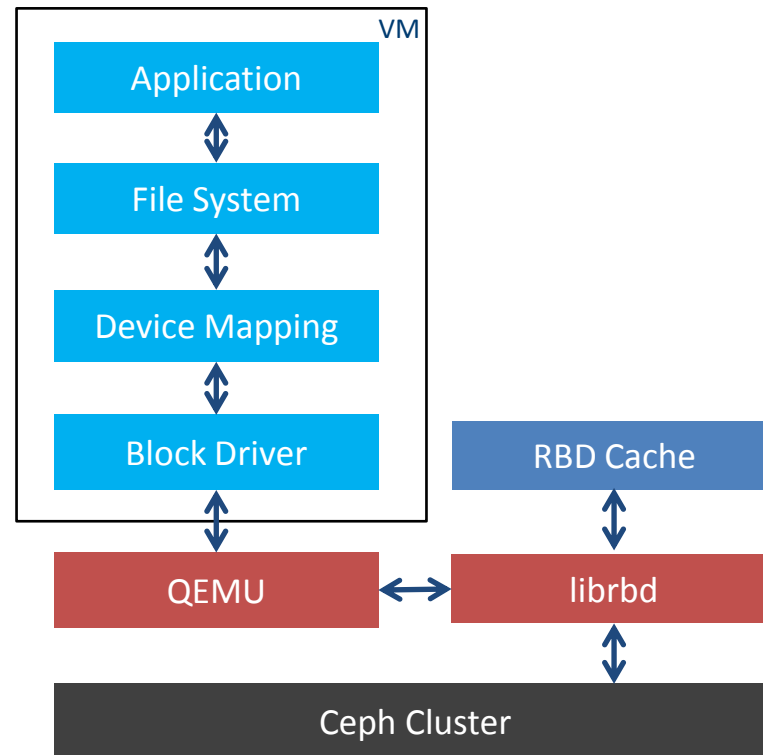 VM
Application
File System
Device Mapping
Block Driver
RBD Cache
QEMU
librbd
Ceph Cluster